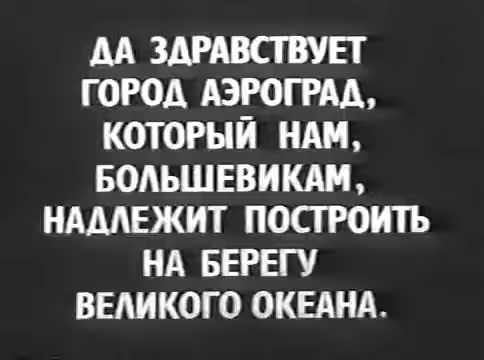 ДА ЗДРАВСТВУЕТ
ГОРОД АЭРОГРАД,
КОТОРЫЙ НАМ,
БОЛЬШЕВИКАМ,
НАДЛЕЖИТ ПОСТРОИТЬ
НА БЕРЕГУ
ВЕЛИКОГО ОКЕАНА.